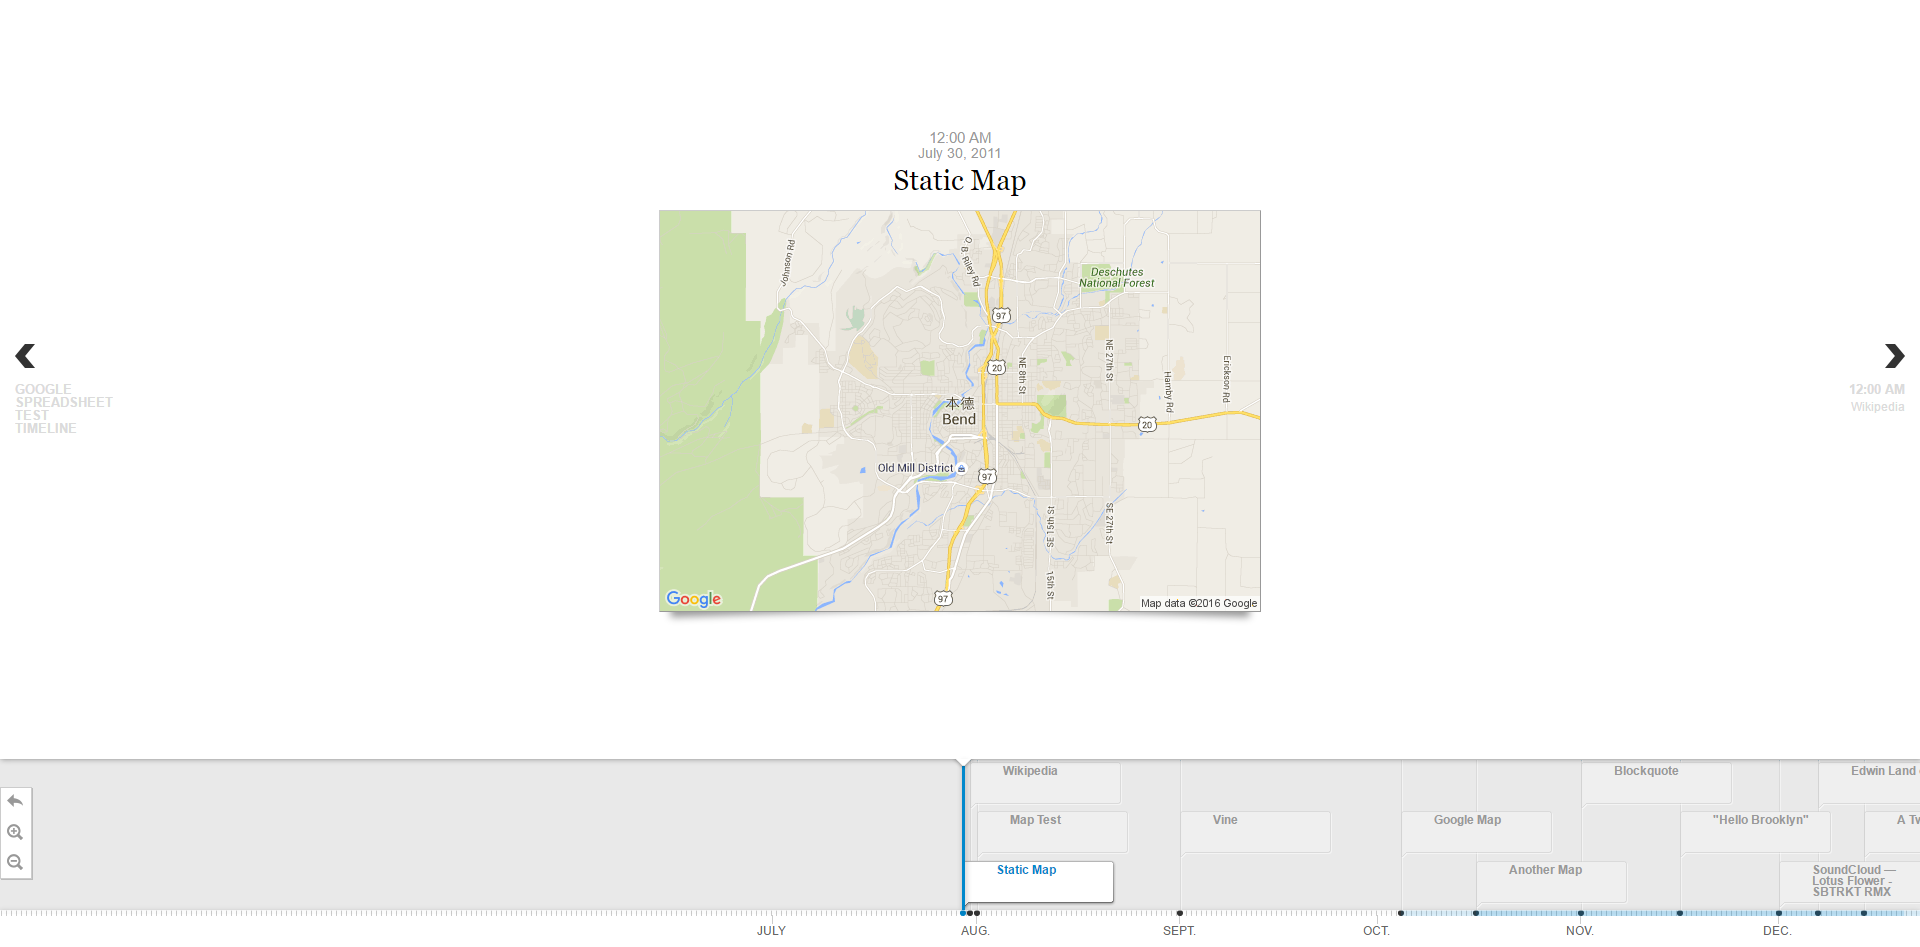 12:00 AM
July 30, 2011
Static Map
Johnson Rd
O. B. Riley Rd
Deschutes
National Forest
97
20
NE 8th St
NE 27th St
Hamby Rd
Erickson Rd
本德
Bend
20
Old Mill District
97
SE 15th St
SE 27th St
15th St
97
Google
Map data ©2016 Google
GOOGLE
SPREADSHEET
TEST
TIMELINE
12:00 AM
Wikipedia
Wikipedia
Blockquote
Edwin Land
Map Test
Vine
Google Map
"Hello Brooklyn"
A Tw
Static Map
Another Map
SoundCloud —
Lotus Flower -
SBTRKT RMX
JULY
AUG.
SEPT.
OCT.
NOV.
DEC.